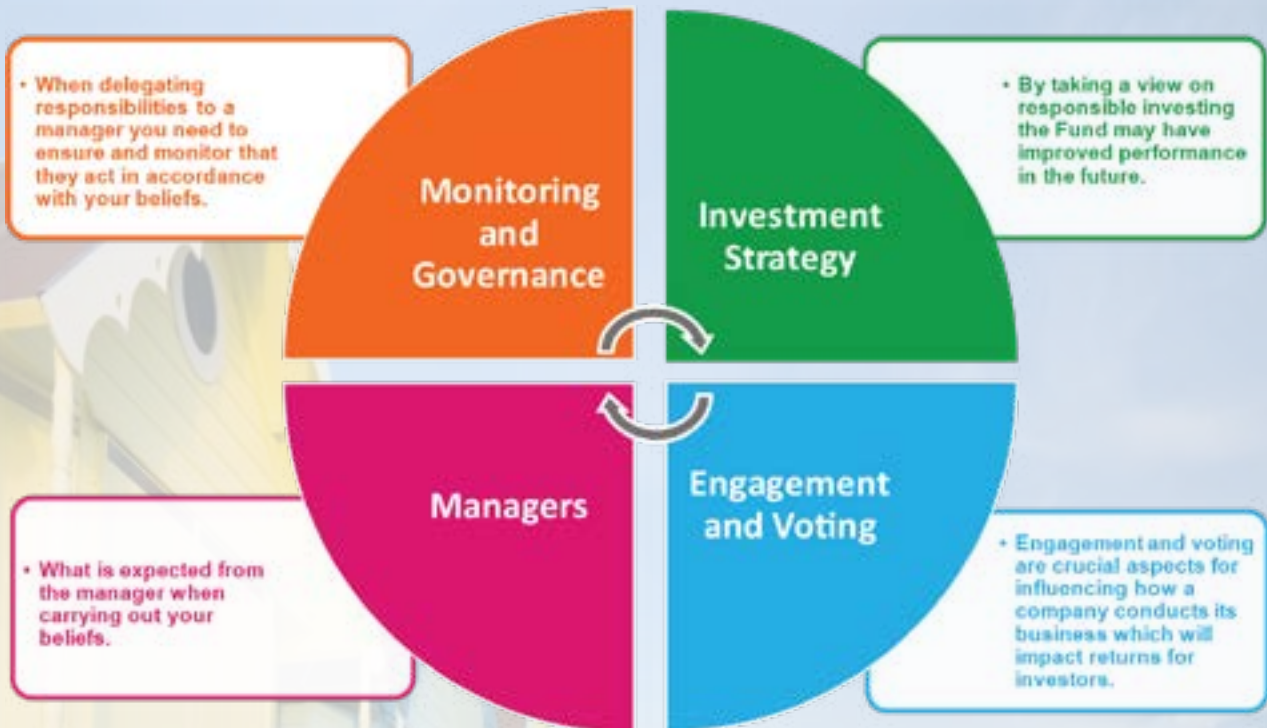 • When delegating
responsibilities to a
manager you need to
ensure and monitor that
they act in accordance
with your beliefs.
Monitoring
and
Governance
Investment
Strategy
• By taking a view on
responsible investing
the Fund may have
improved performance
in the future.
• What is expected from
the manager when
carrying out your
beliefs.
Managers
Engagement
and Voting
• Engagement and voting
are crucial aspects for
influencing how a
company conducts its
business which will
impact returns for
investors.